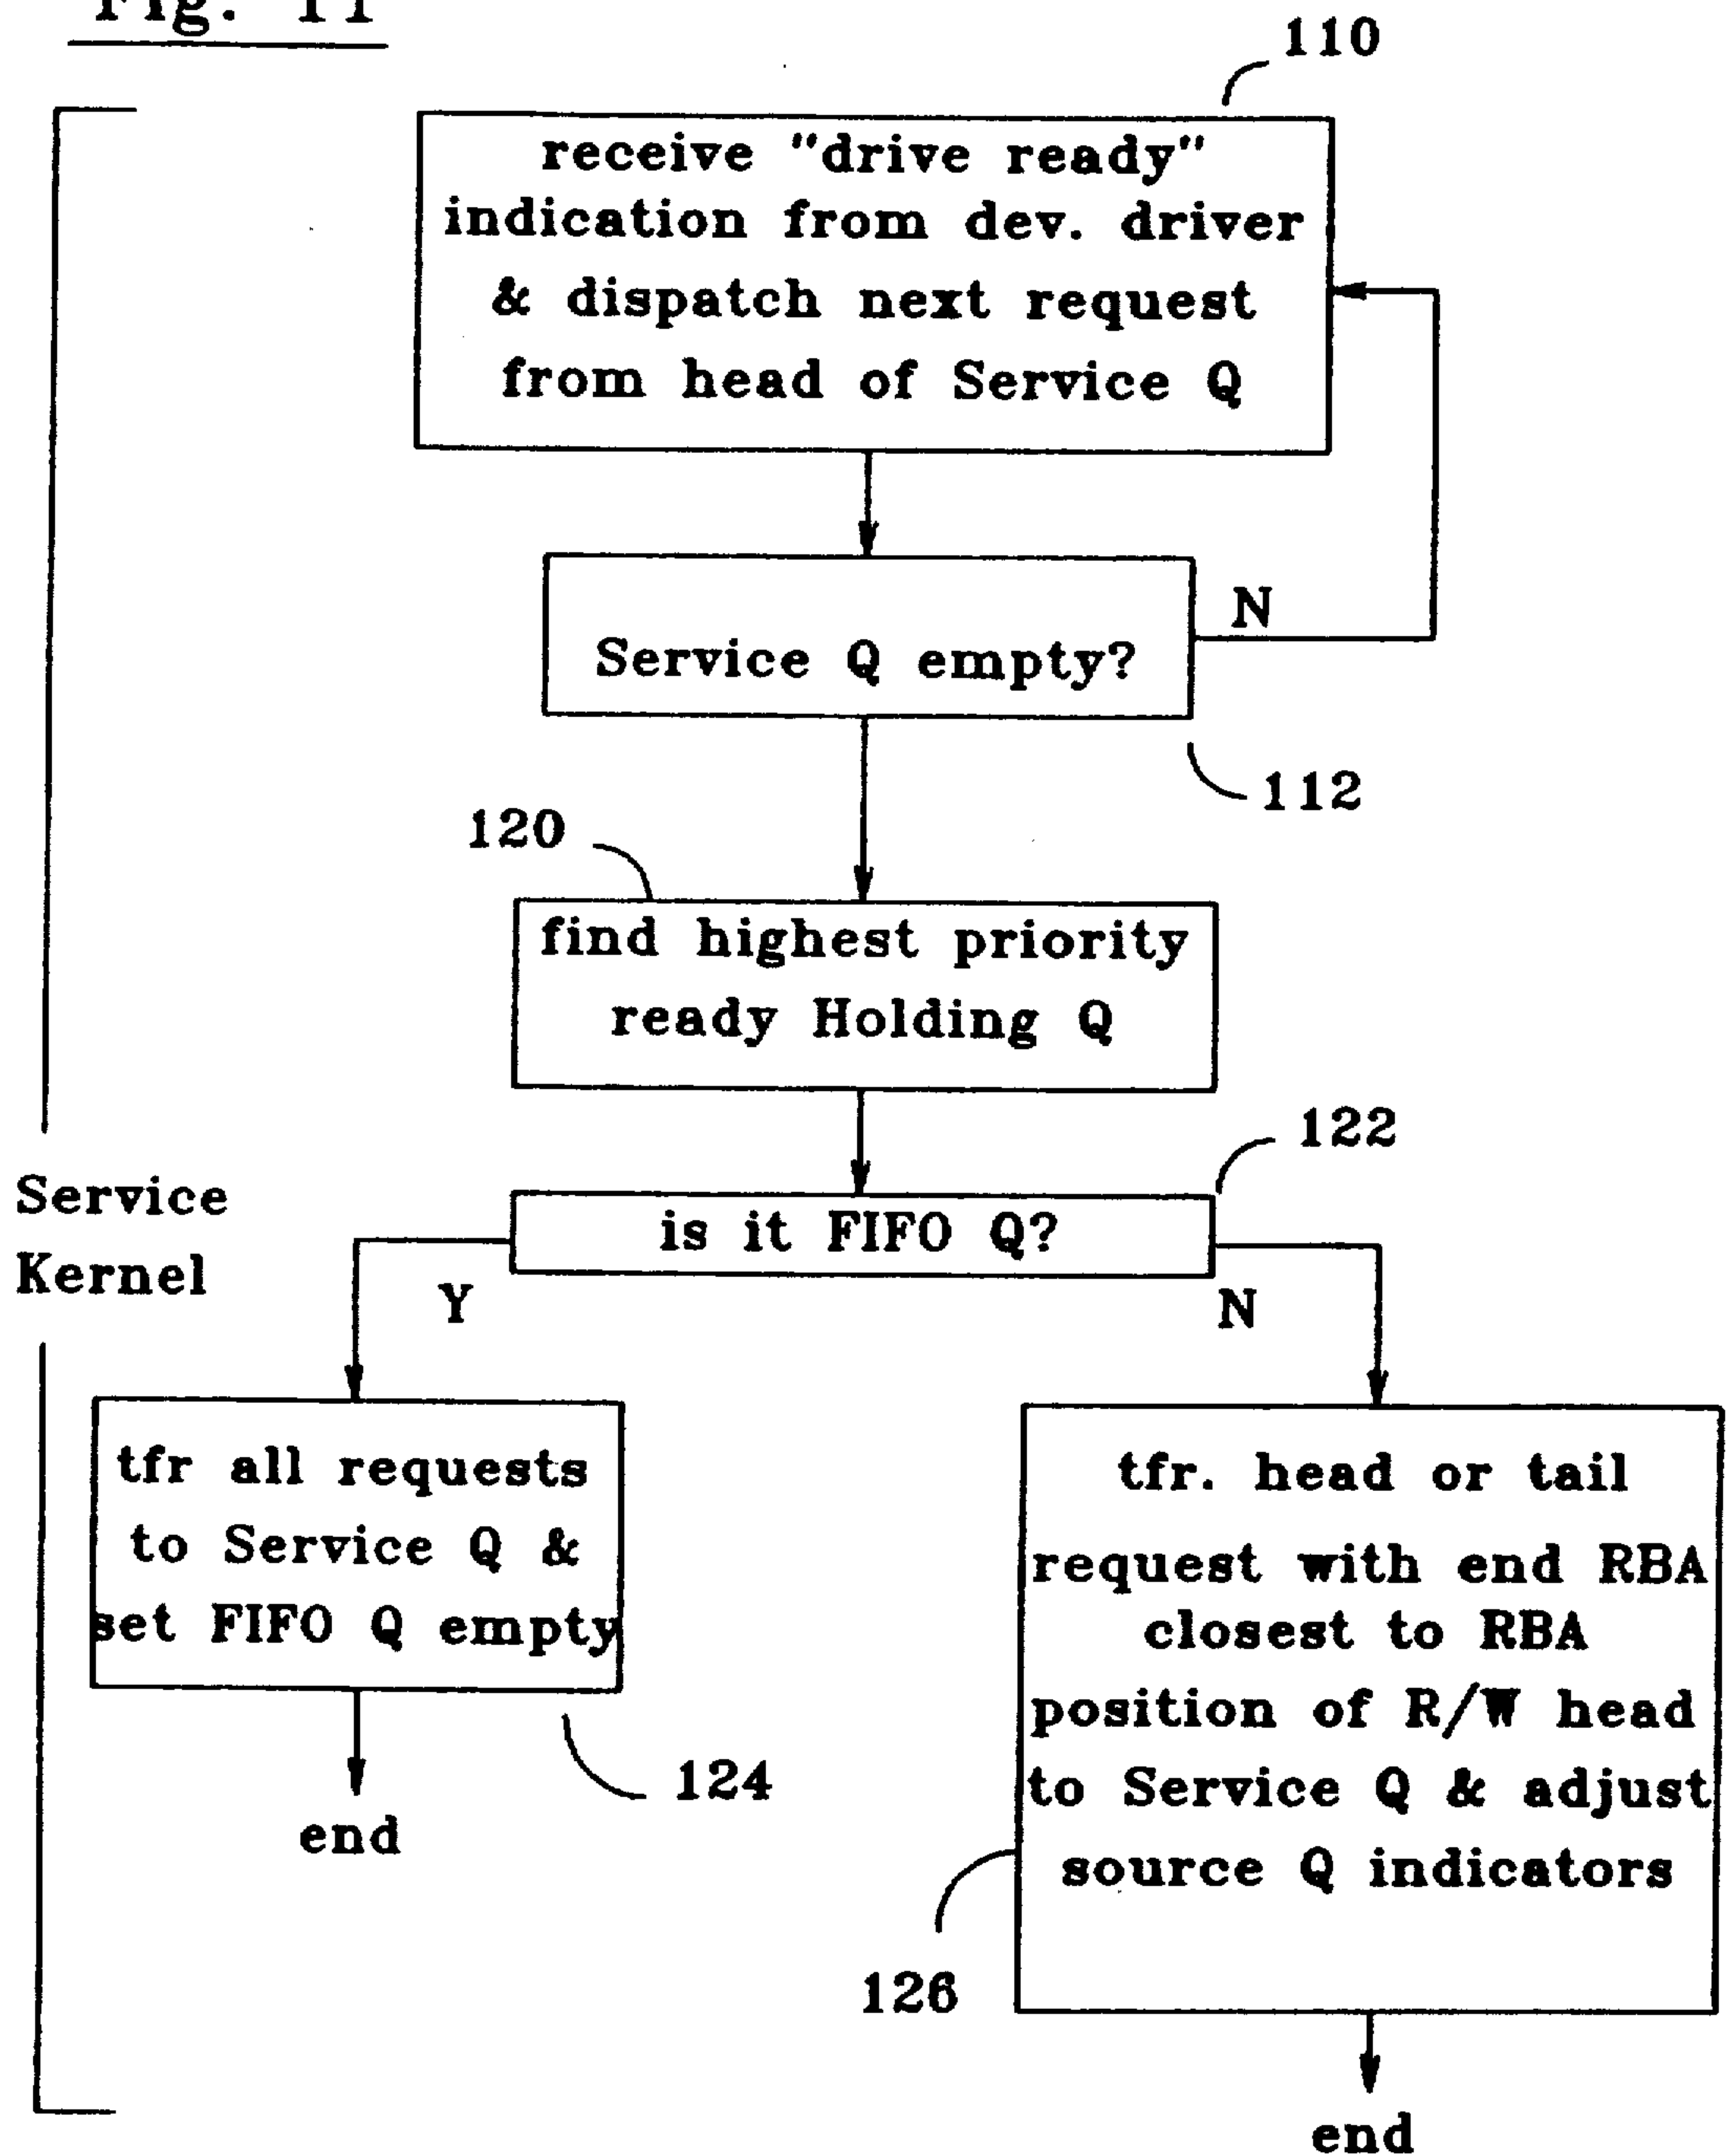 Fig. 11
110
receive "drive ready"
indication from dev. driver
& dispatch next request
from head of Service Q
N
Service Q empty?
112
120
find highest priority
ready Holding Q
122
is it FIFO Q?
Service
Kernel
Y
N
tfr all requests
to Service Q &
set FIFO Q empty
124
end
tfr. head or tail
request with end RBA
closest to RBA
position of R/W head
to Service Q & adjust
source Q indicators
126
end